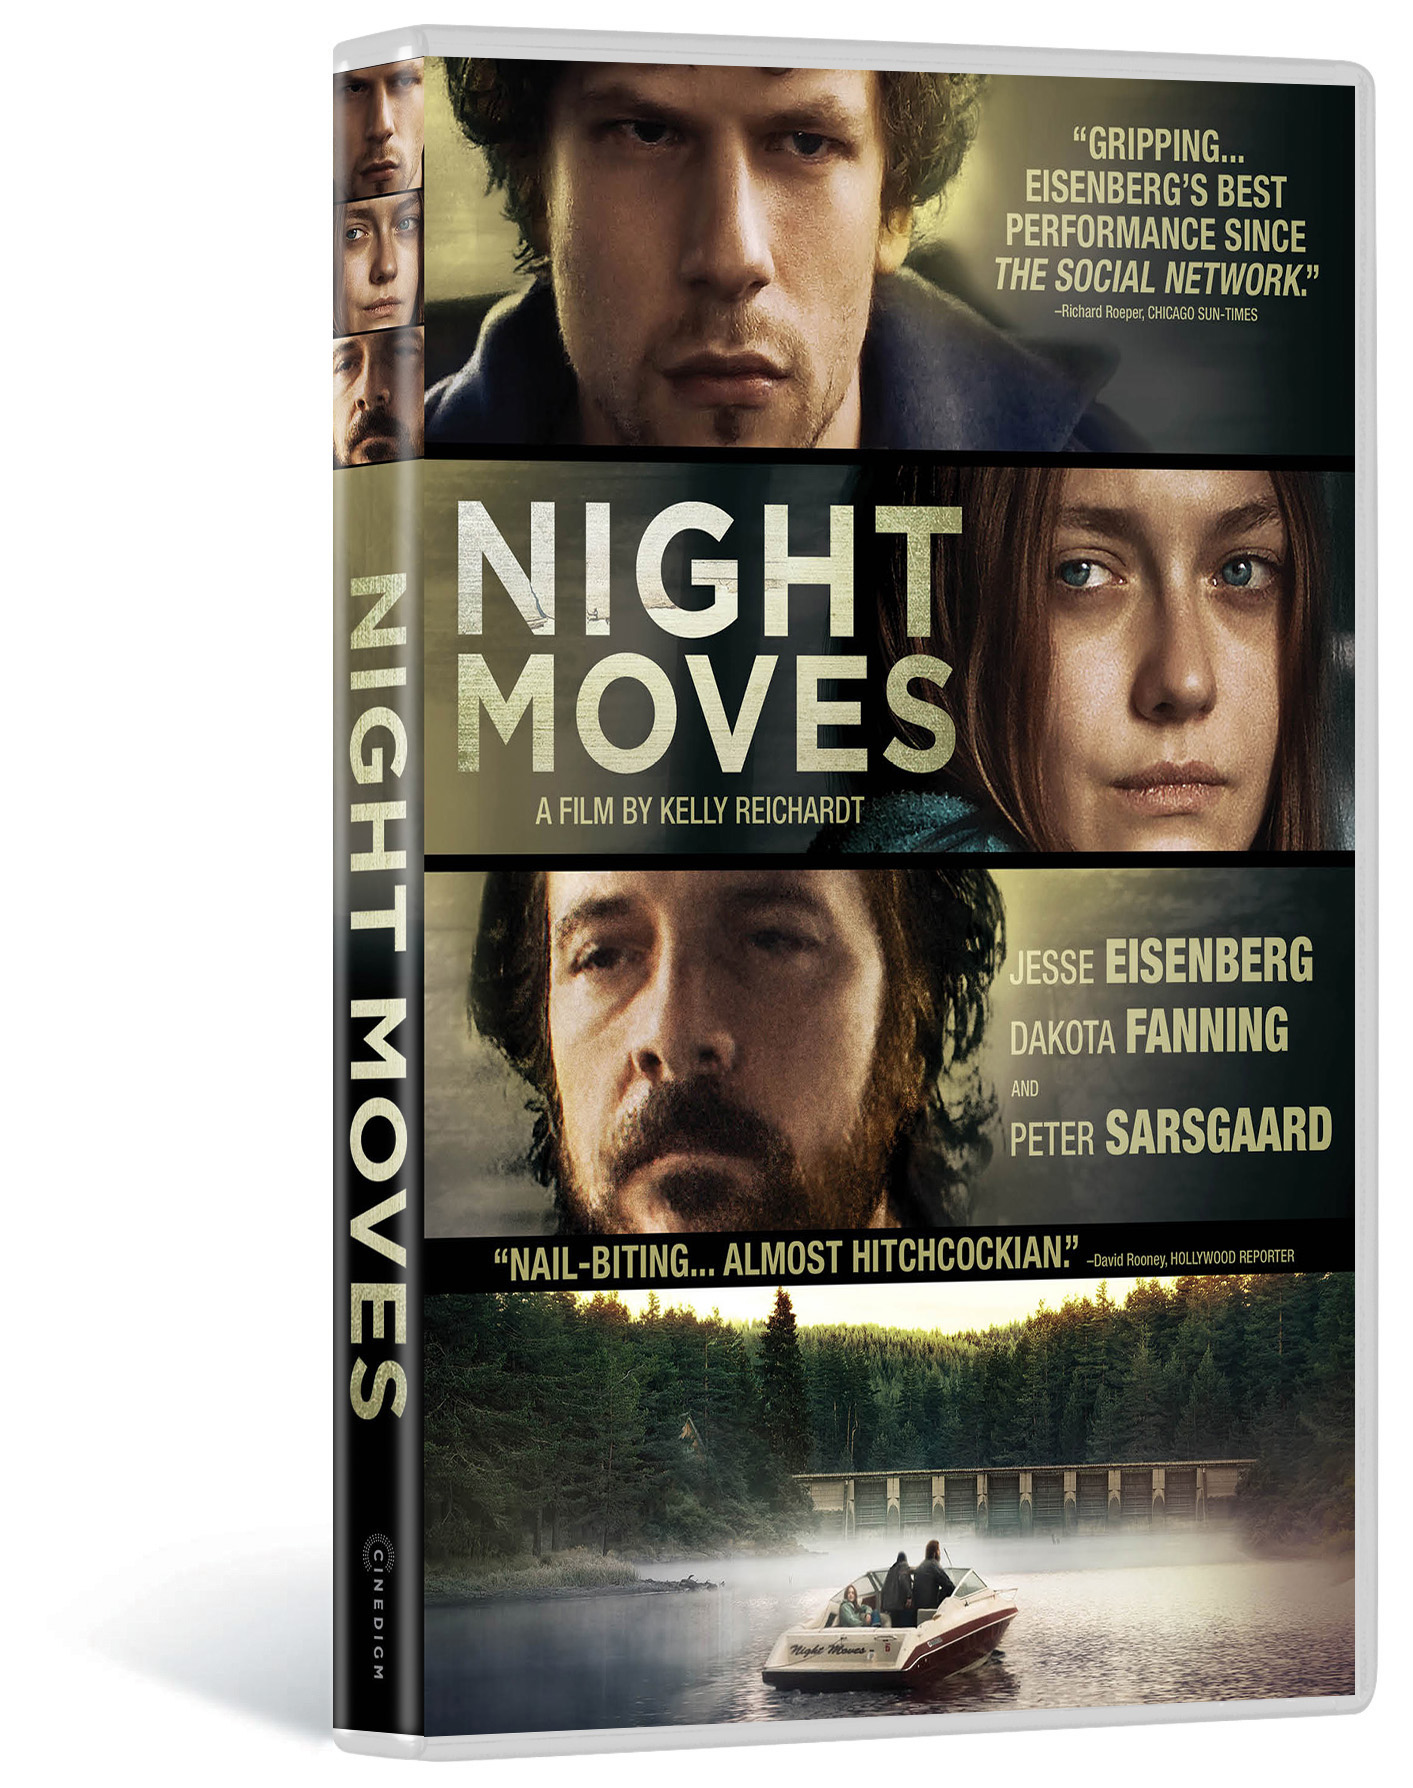 “GRIPPING...
EISENBERG’S BEST
PERFORMANCE SINCE
THE SOCIAL NETWORK.”
–Richard Roeper, CHICAGO SUN-TIMES
NIGHT
MOVES
A FILM BY KELLY REICHARDT
JESSE EISENBERG
DAKOTA FANNING
AND
PETER SARSGAARD
“NAIL-BITING... ALMOST HITCHCOCKIAN.” –David Rooney, HOLLYWOOD REPORTER
Night Moves
NIGHT MOVES
CINEDIGM